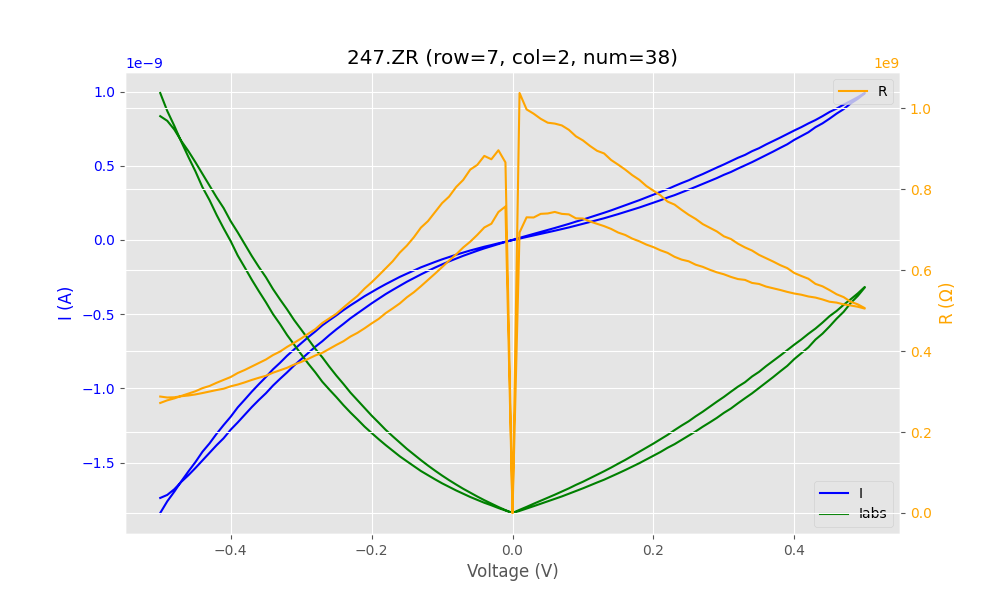 247.ZR (row=7, col=2, num=38)
1e−9
1e9
R
1.0
0.5
0.0
−0.5
−1.0
−1.5
I (A)
1.0
0.8
0.6
0.4
0.2
0.0
R (Ω)
I
Iabs
−0.4
−0.2
0.0
0.2
0.4
Voltage (V)